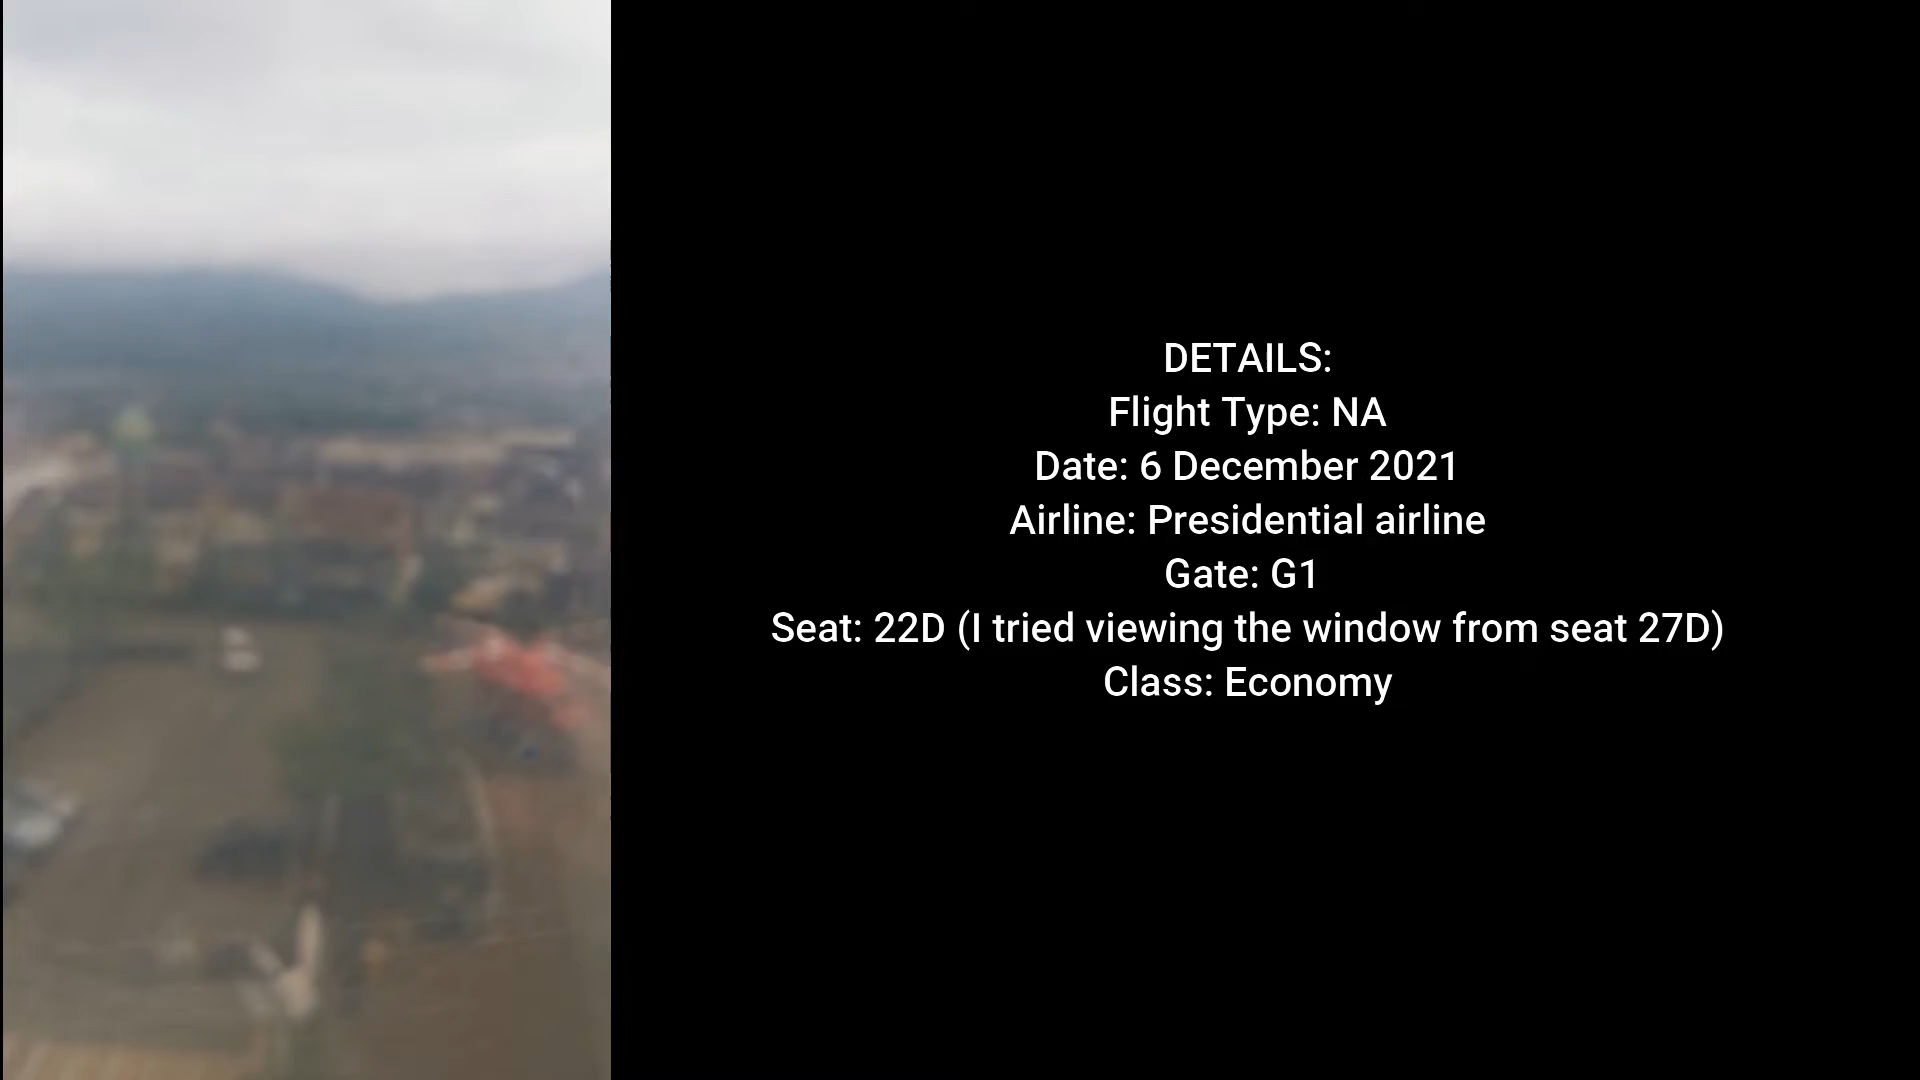 DETAILS:
Flight Type: NA
Date: 6 December 2021
Airline: Presidential airline
Gate: G1
Seat: 22D (I tried viewing the window from seat 27D)
Class: Economy